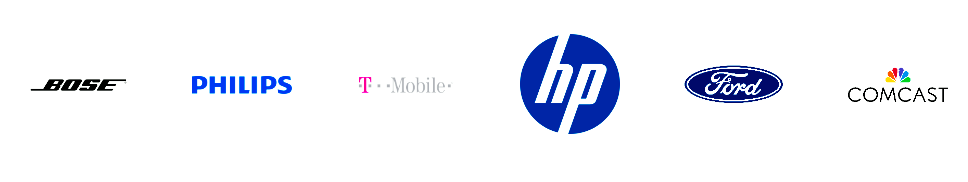 BOSE
PHILIPS
T · · Mobile ·
hp
Ford
COMCAST